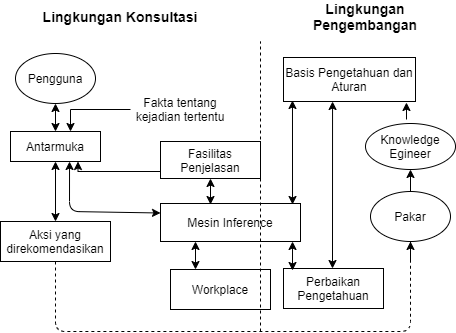 Lingkungan Konsultasi
Lingkungan
Pengembangan
Pengguna
Fakta tentang
kejadian tertentu
Basis Pengetahuan dan
Aturan
Antarmuka
Fasilitas
Penjelasan
Knowledge
Egineer
Aksi yang
direkomendasikan
Mesin Inference
Pakar
Workplace
Perbaikan
Pengetahuan